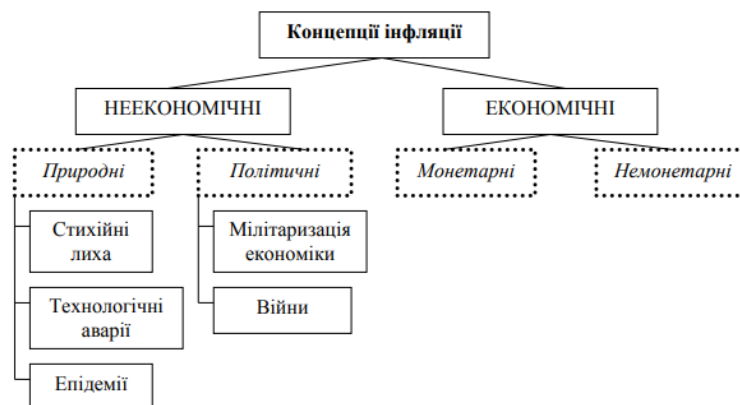 Концепції інфляції
НЕЕКОНОМІЧНІ
ЕКОНОМІЧНІ
Природні
Політичні
Монетарні
Немонетарні
Стихійні
лиха
Мілітаризація
економіки
Технологічні
аварії
Війни
Епідемії